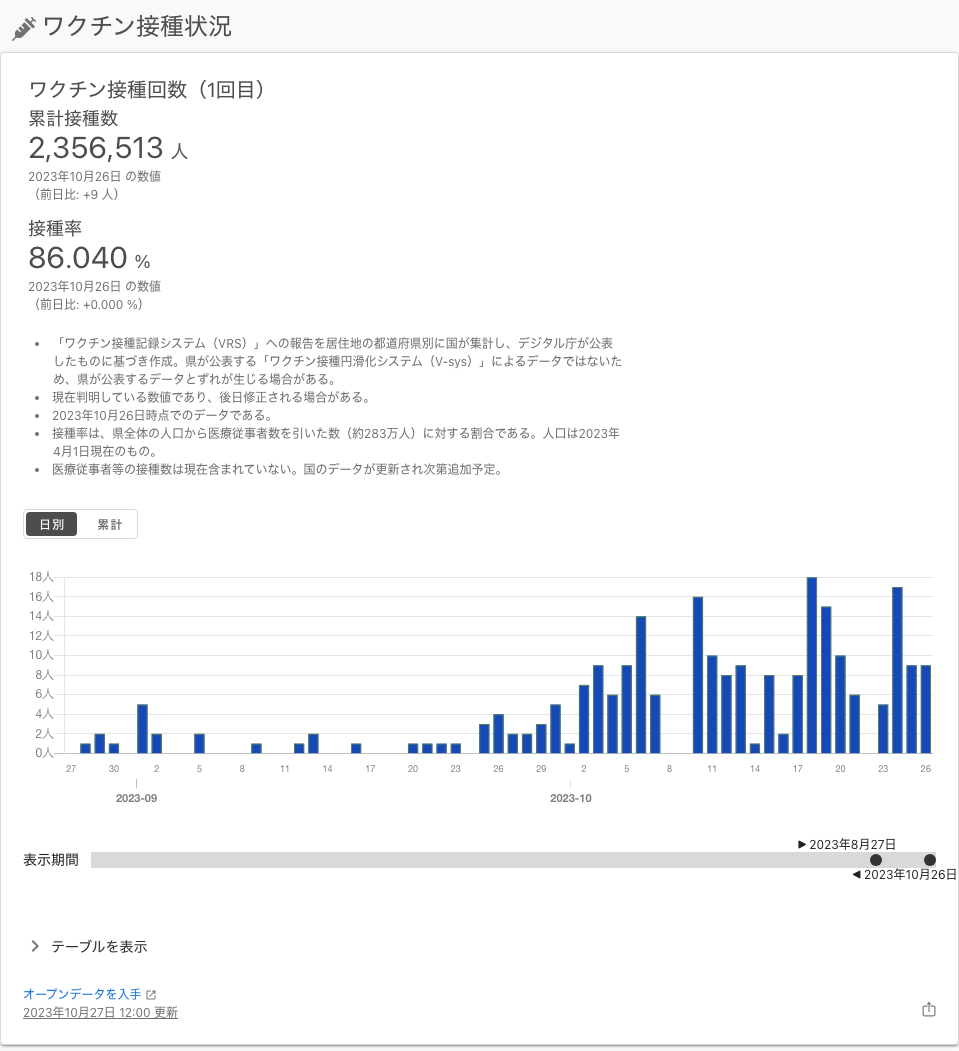 ワクチン接種状況
ワクチン接種回数（1回目）
累計接種数
2,356,513 人
2023年10月26日 の数値
（前日比: +9 人）
接種率
86.040 %
2023年10月26日 の数値
（前日比: +0.000 %）
「ワクチン接種記録システム（VRS）」への報告を居住地の都道府県別に国が集計し、デジタル庁が公表
したものに基づき作成。県が公表する「ワクチン接種円滑化システム（V-sys）」によるデータではないた
め、県が公表するデータとずれが生じる場合がある。
現在判明している数値であり、後日修正される場合がある。
2023年10月26日時点でのデータである。
接種率は、県全体の人口から医療従事者数を引いた数（約283万人）に対する割合である。人口は2023年
4月1日現在のもの。
医療従事者等の接種数は現在含まれていない。国のデータが更新され次第追加予定。
日別 累計
18人
16人
14人
12人
10人
8人
6人
4人
2人
0人
27 30 2 5 8 11 14 17 20 23 26 29 2 5 8 11 14 17 20 23 26
2023-09 2023-10
▶ 2023年8月27日
表示期間
◀ 2023年10月26日
テーブルを表示
オープンデータを入手
2023年10月27日 12:00 更新